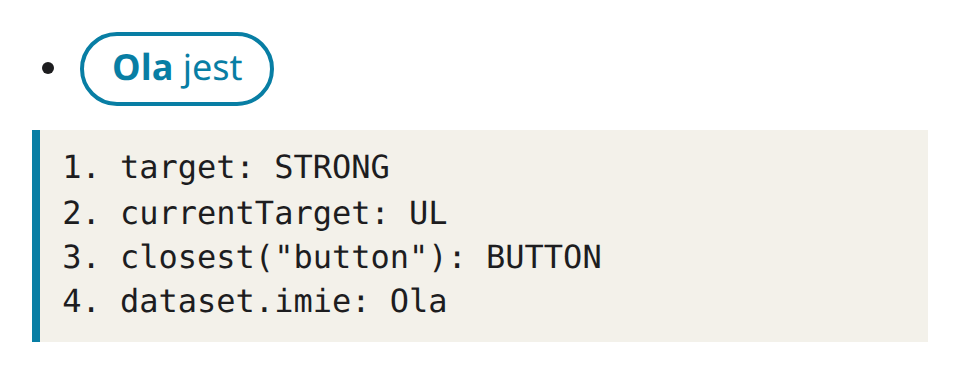 • Ola jest
1. target: STRONG
2. currentTarget: UL
3. closest("button"): BUTTON
4. dataset.imie: Ola